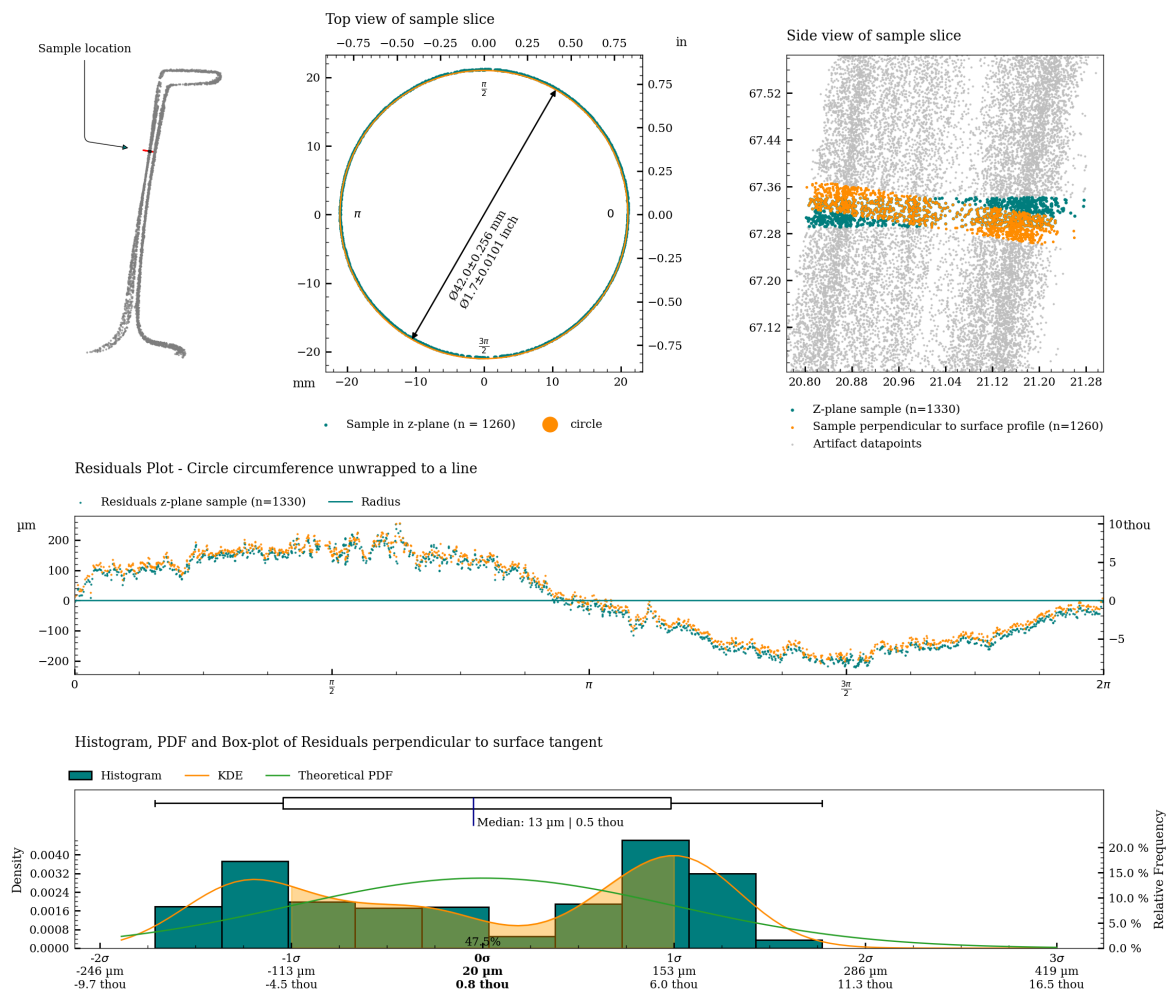 Top view of sample slice
Sample location
−0.75 −0.50 −0.25 0.00 0.25 0.50 0.75 in
Side view of sample slice
20
10
0
−10
−20
π/2
π
0
3π/2
Ø42.0±0.256 mm
Ø1.7±0.0101 inch
0.75
0.50
0.25
0.00
−0.25
−0.50
−0.75
mm −20 −10 0 10 20
67.52
67.44
67.36
67.28
67.20
67.12
20.80 20.88 20.96 21.04 21.12 21.20 21.28
Sample in z-plane (n = 1260) circle
Z-plane sample (n=1330)
Sample perpendicular to surface profile (n=1260)
Artifact datapoints
Residuals Plot - Circle circumference unwrapped to a line
Residuals z-plane sample (n=1330) Radius
µm
200
100
0
−100
−200
10 thou
5
0
−5
0 π/2 π 3π/2 2π
Histogram, PDF and Box-plot of Residuals perpendicular to surface tangent
Histogram KDE Theoretical PDF
Median: 13 µm | 0.5 thou
Density
0.0040
0.0032
0.0024
0.0016
0.0008
0.0000
47.5%
20.0 %
15.0 %
10.0 %
5.0 %
0.0 %
Relative Frequency
-2σ -1σ 0σ 1σ 2σ 3σ
-246 µm -113 µm 20 µm 153 µm 286 µm 419 µm
-9.7 thou -4.5 thou 0.8 thou 6.0 thou 11.3 thou 16.5 thou